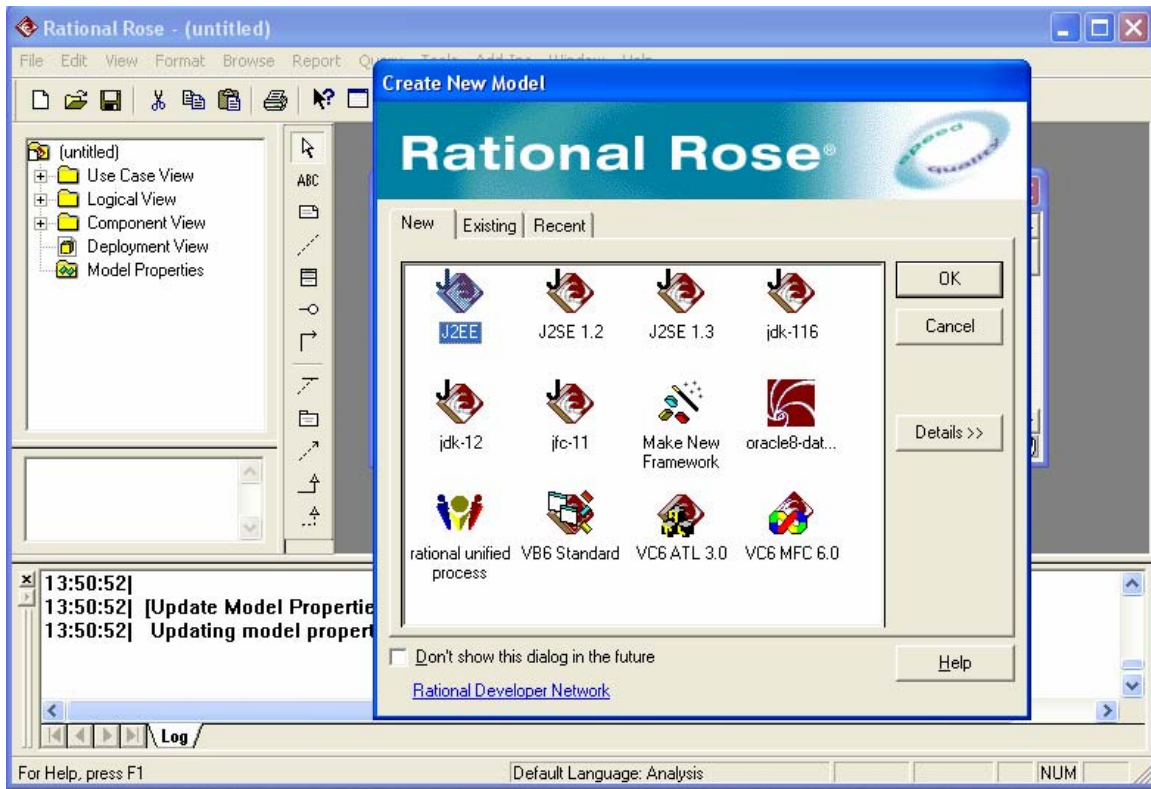 Rational Rose - (untitled)
File Edit View Format Browse Report
Create New Model
Rational Rose®
speed
quality
(untitled)
Use Case View
Logical View
Component View
Deployment View
Model Properties
ABC
New Existing Recent
J2EE J2SE 1.2 J2SE 1.3 jdk-116
jdk-12 jfc-11 Make New Framework oracle8-dat...
rational unified process VB6 Standard VC6 ATL 3.0 VC6 MFC 6.0
OK
Cancel
Details >>
Don't show this dialog in the future
Help
Rational Developer Network
13:50:52|
13:50:52| [Update Model Propertie
13:50:52| Updating model propert
Log
For Help, press F1 Default Language: Analysis NUM